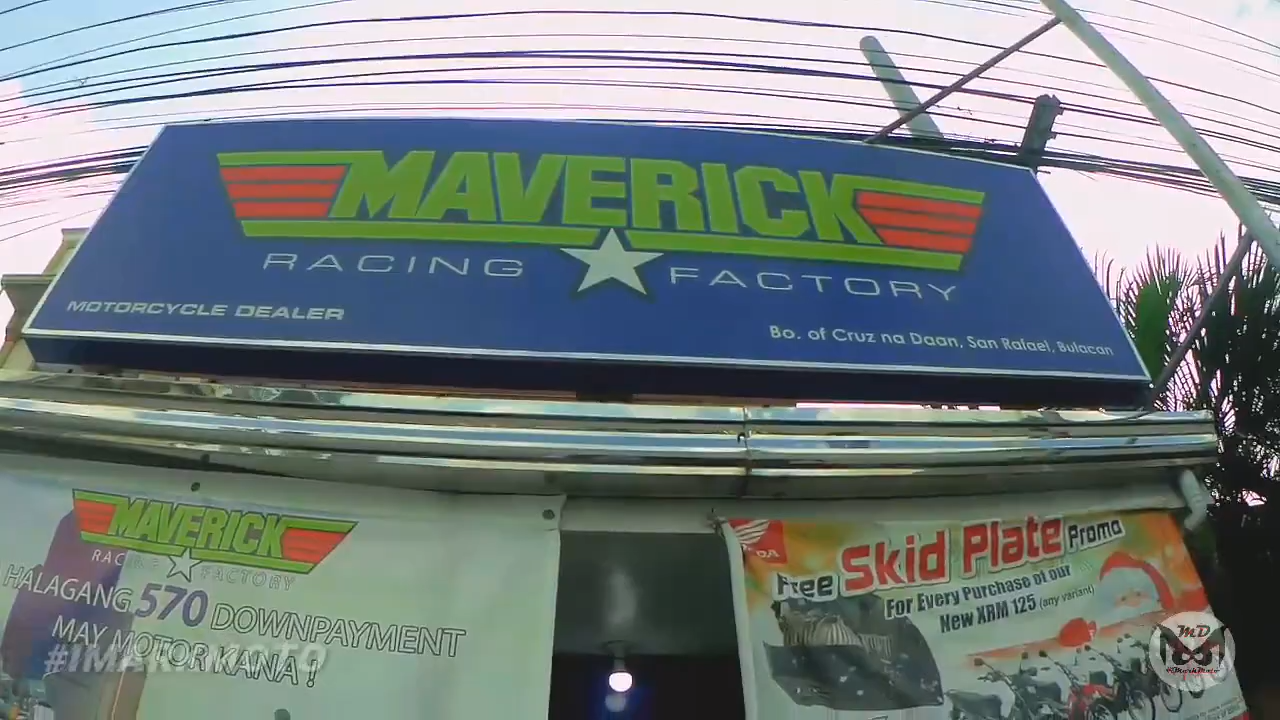 MAVERICK
RACING FACTORY
MOTORCYCLE DEALER
Bo. of Cruz na Daan, San Rafael, Bulacan
MAVERICK
RACING FACTORY
HALAGANG 570 DOWNPAYMENT
MAY MOTOR KANA!
Skid Plate Promo
Free
For Every Purchase of our
New XRM 125 (any variant)
MD